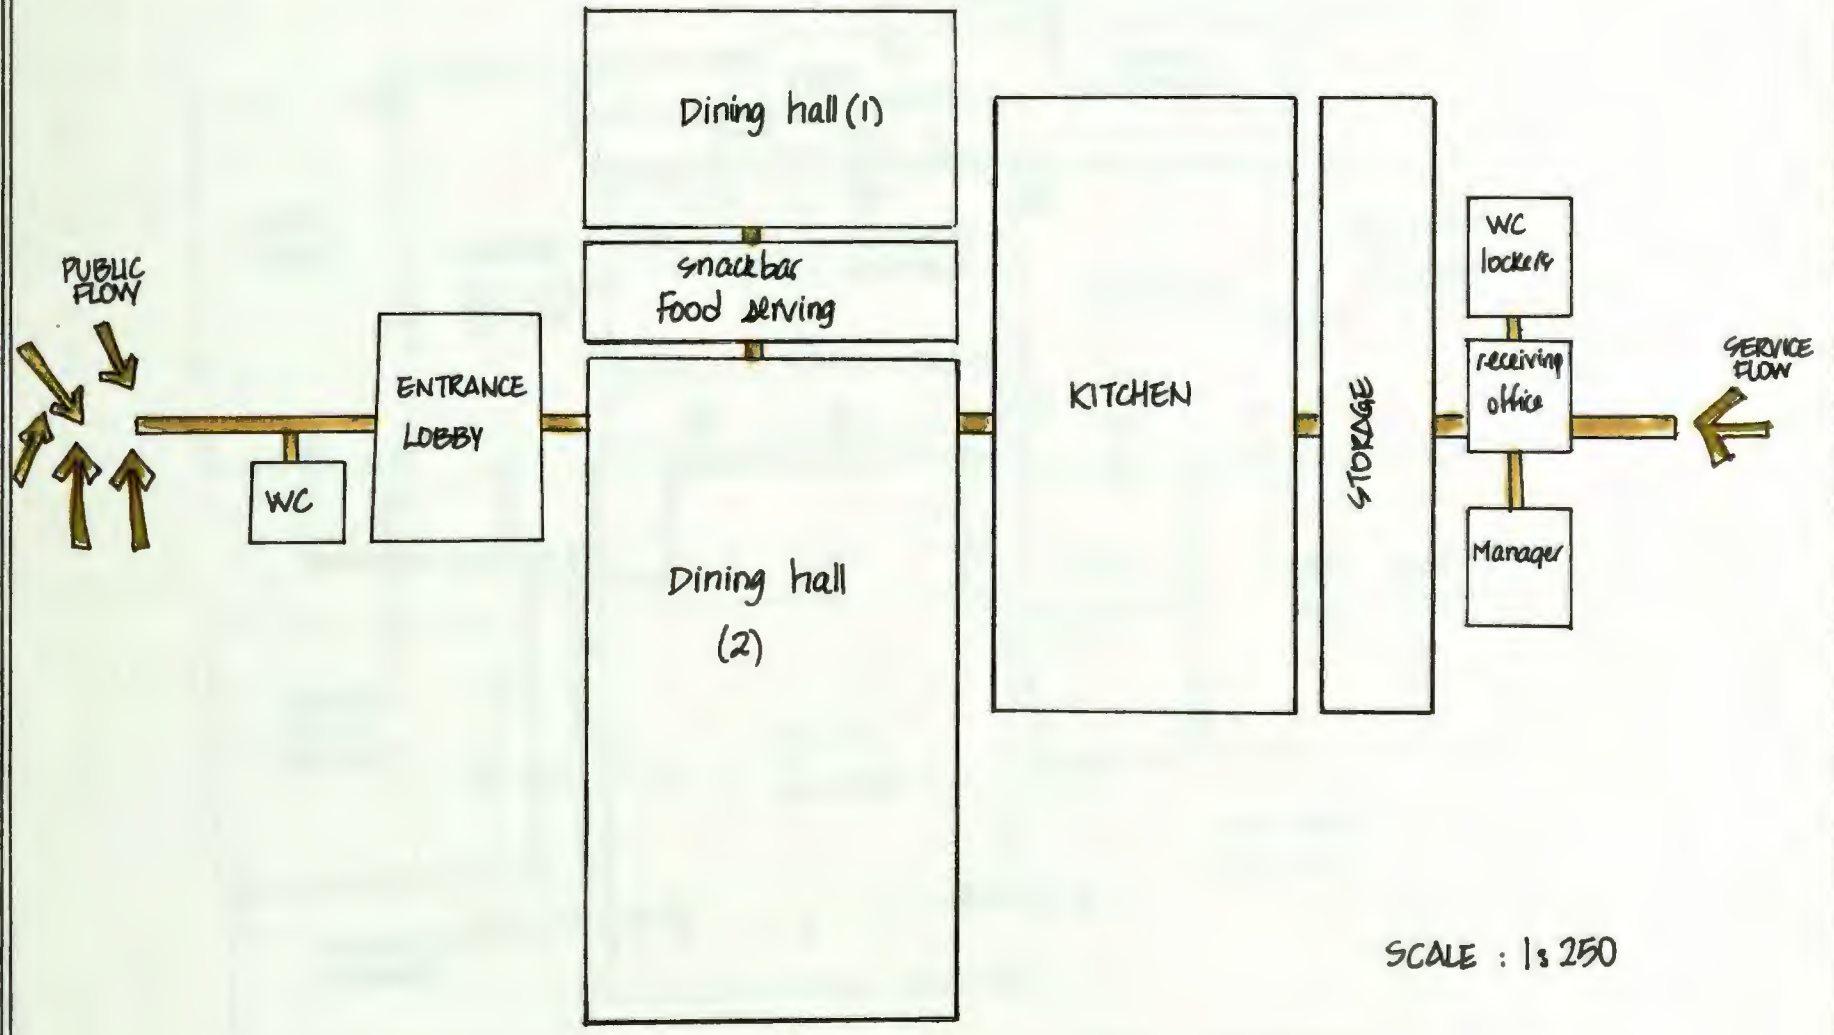 Dining hall (1)
snackbar
Food serving
PUBLIC
FLOW
ENTRANCE
LOBBY
WC
Dining hall
(2)
KITCHEN
STORAGE
WC
lockers
receiving
office
Manager
SERVICE
FLOW
SCALE : 1:250